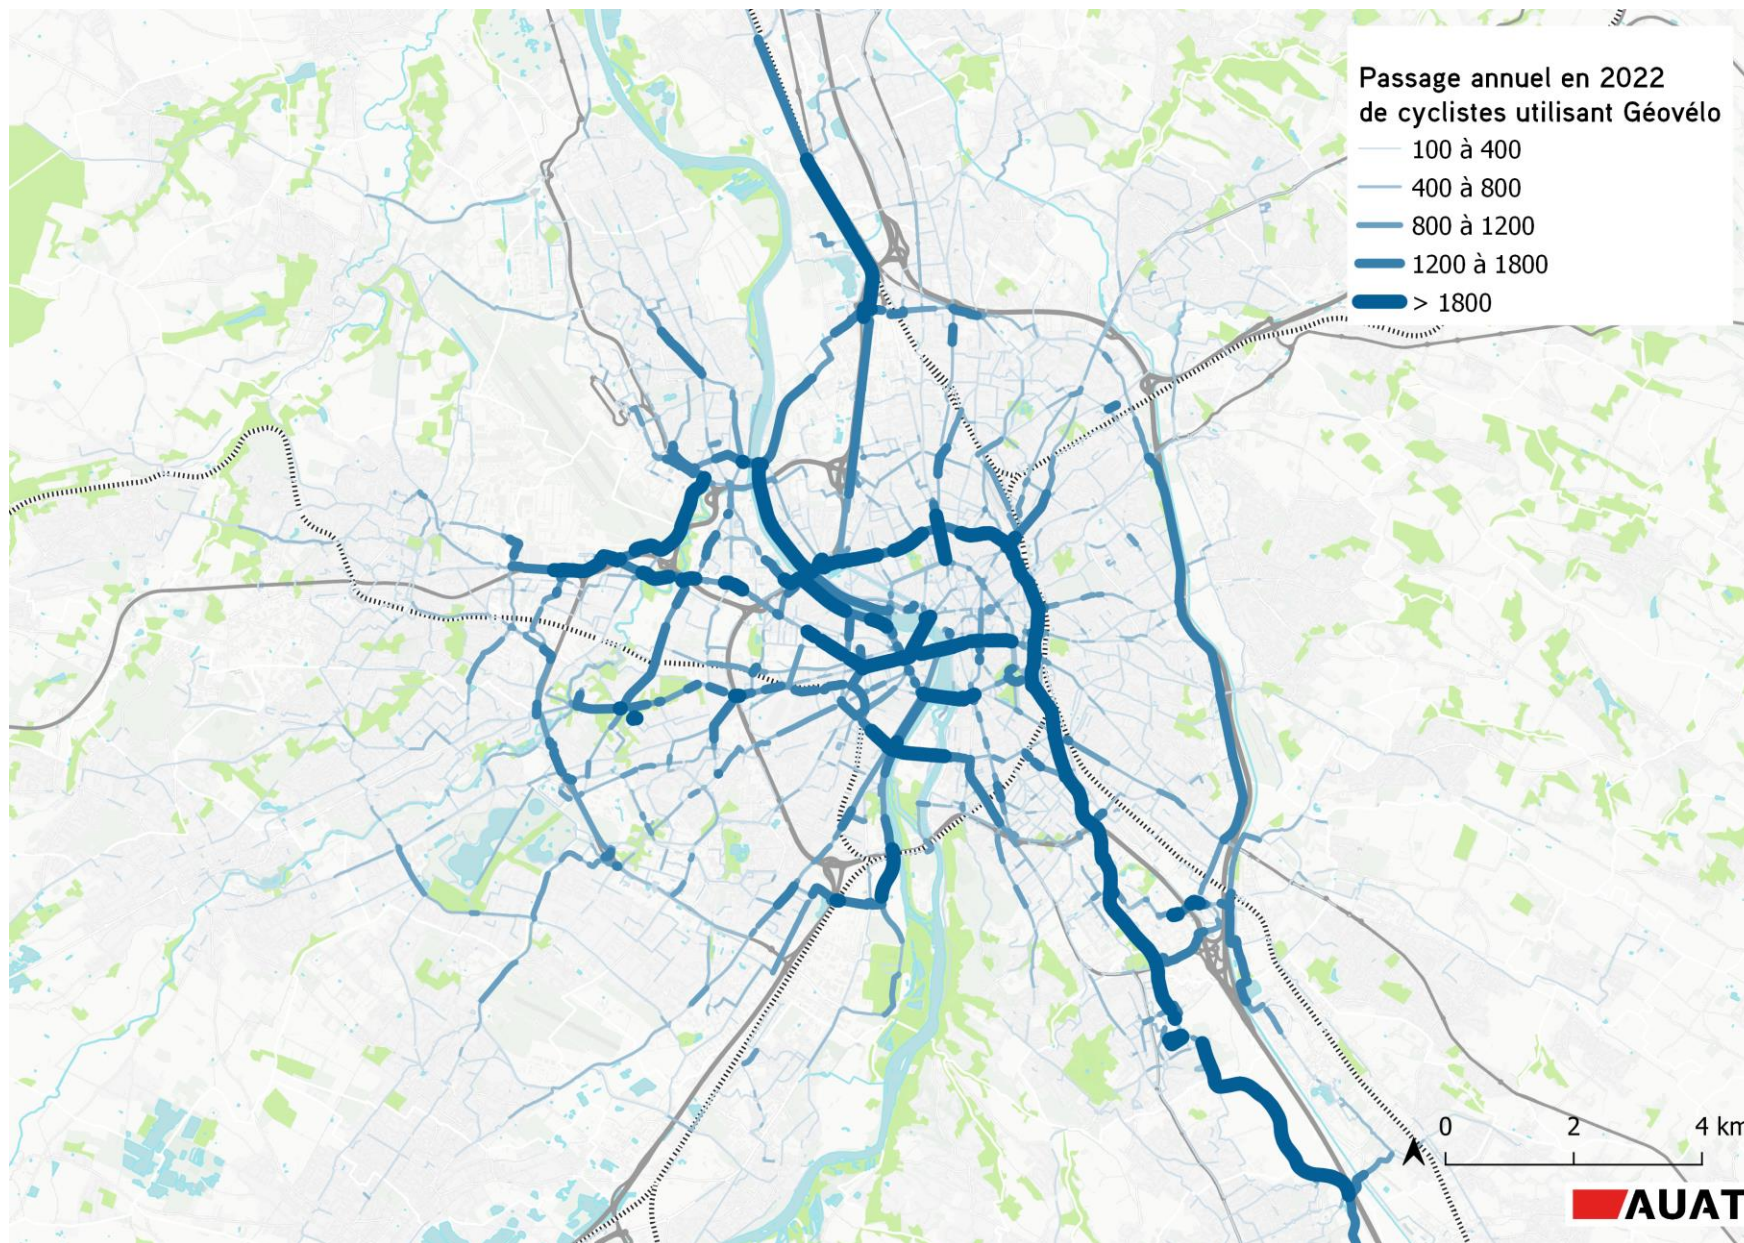 Passage annuel en 2022
de cyclistes utilisant Géovélo
100 à 400
400 à 800
800 à 1200
1200 à 1800
> 1800
0 2 4 km
AUAT